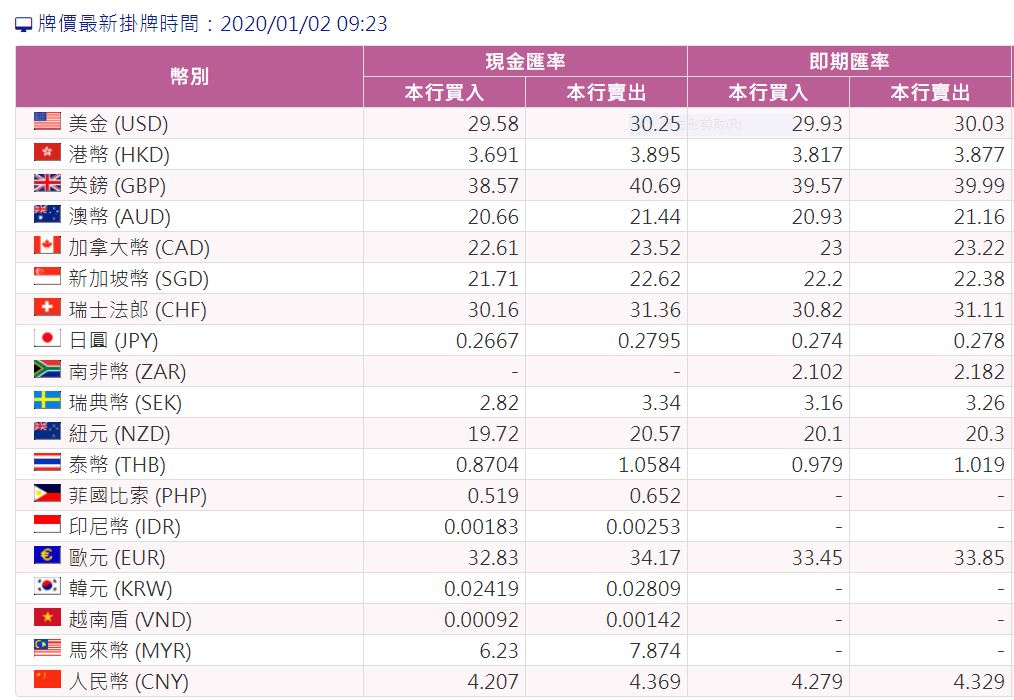 牌價最新掛牌時間：2020/01/02 09:23
幣別 現金匯率 即期匯率
本行買入 本行賣出 本行買入 本行賣出
美金 (USD) 29.58 30.25 29.93 30.03
港幣 (HKD) 3.691 3.895 3.817 3.877
英鎊 (GBP) 38.57 40.69 39.57 39.99
澳幣 (AUD) 20.66 21.44 20.93 21.16
加拿大幣 (CAD) 22.61 23.52 23 23.22
新加坡幣 (SGD) 21.71 22.62 22.2 22.38
瑞士法郎 (CHF) 30.16 31.36 30.82 31.11
日圓 (JPY) 0.2667 0.2795 0.274 0.278
南非幣 (ZAR) - - 2.102 2.182
瑞典幣 (SEK) 2.82 3.34 3.16 3.26
紐元 (NZD) 19.72 20.57 20.1 20.3
泰幣 (THB) 0.8704 1.0584 0.979 1.019
菲國比索 (PHP) 0.519 0.652 - -
印尼幣 (IDR) 0.00183 0.00253 - -
歐元 (EUR) 32.83 34.17 33.45 33.85
韓元 (KRW) 0.02419 0.02809 - -
越南盾 (VND) 0.00092 0.00142 - -
馬來幣 (MYR) 6.23 7.874 - -
人民幣 (CNY) 4.207 4.369 4.279 4.329